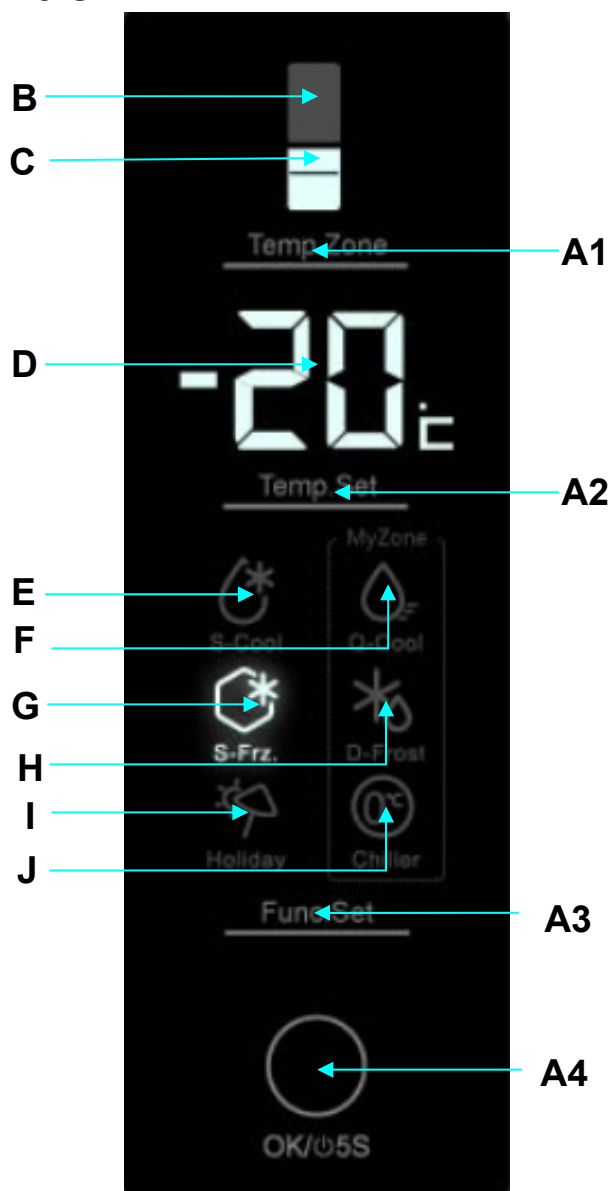 B
C
Temp.Zone
A1
D
-20℃
Temp.Set
A2
MyZone
E
S-Cool
F
Q-Cool
G
S-Frz.
H
D-Frost
I
0℃
Holiday
J
Chiller
Func.Set
A3
A4
OK/⏻5S